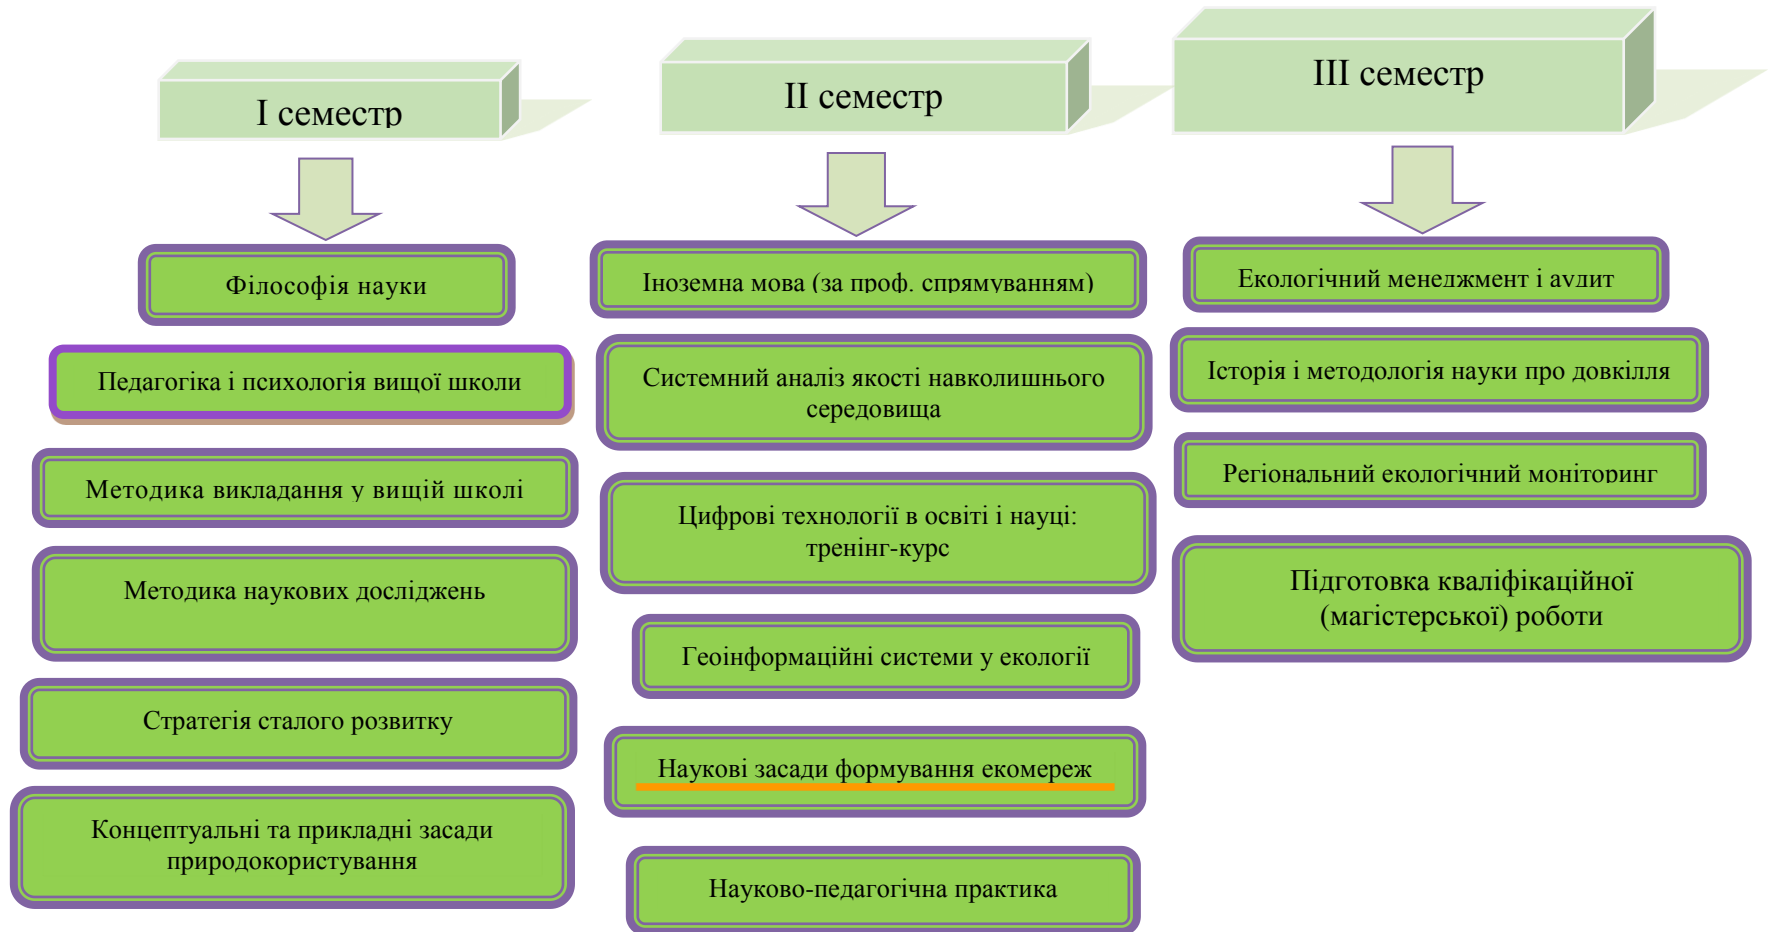 I семестр
Філософія науки
Педагогіка і психологія вищої школи
Методика викладання у вищій школі
Методика наукових досліджень
Стратегія сталого розвитку
Концептуальні та прикладні засади
природокористування
II семестр
Іноземна мова (за проф. спрямуванням)
Системний аналіз якості навколишнього
середовища
Цифрові технології в освіті і науці:
тренінг-курс
Геоінформаційні системи у екології
Наукові засади формування екомереж
Науково-педагогічна практика
III семестр
Екологічний менеджмент і аудит
Історія і методологія науки про довкілля
Регіональний екологічний моніторинг
Підготовка кваліфікаційної
(магістерської) роботи